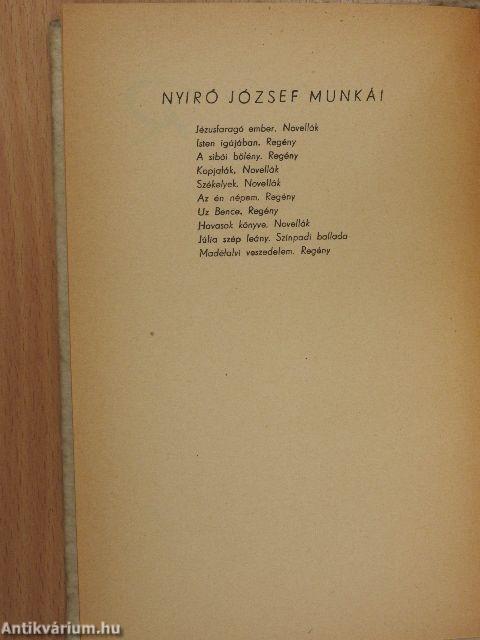 NYIRŐ JÓZSEF MUNKÁI
Jézusfaragó ember. Novellák
Isten igájában. Regény
A sibói bölény. Regény
Kopjafák. Novellák
Székelyek. Novellák
Az én népem. Regény
Uz Bence. Regény
Havasok könyve. Novellák
Júlia szép leány. Színpadi ballada
Madéfalvi veszedelem. Regény
Antikvárium.hu